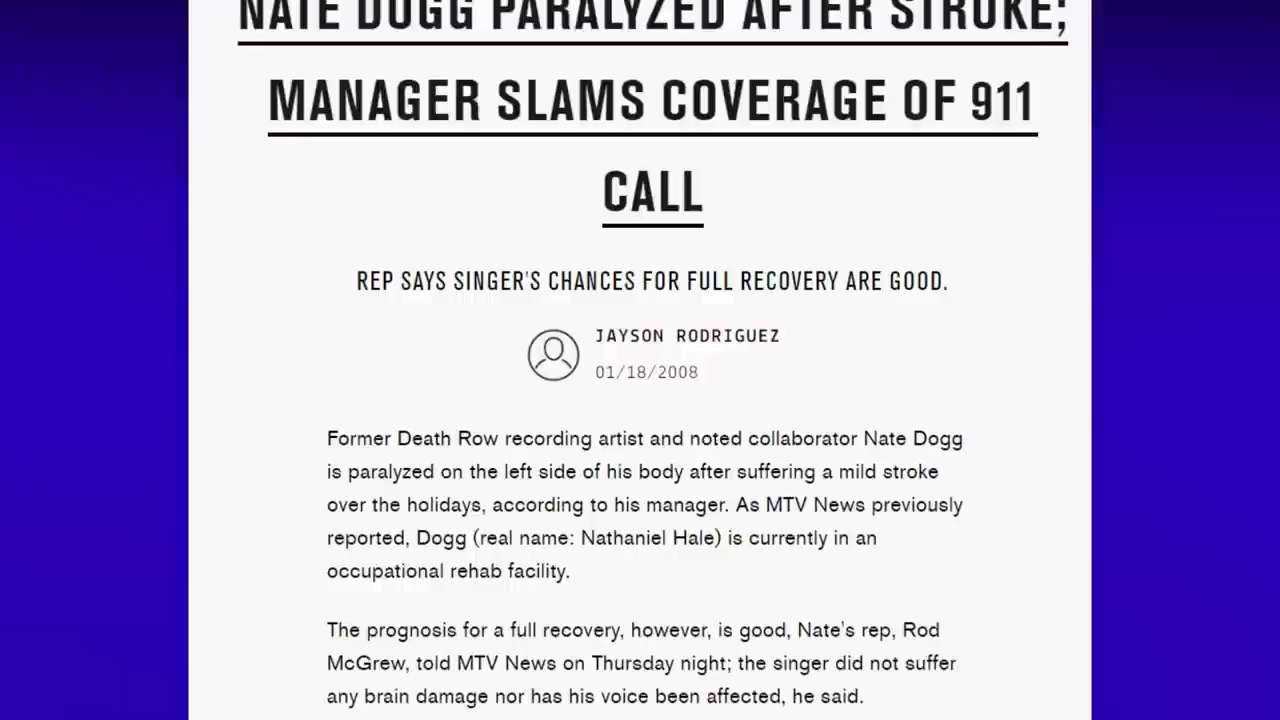 NATE DOGG PARALYZED AFTER STROKE;
MANAGER SLAMS COVERAGE OF 911
CALL
REP SAYS SINGER'S CHANCES FOR FULL RECOVERY ARE GOOD.
JAYSON RODRIGUEZ
01/18/2008
Former Death Row recording artist and noted collaborator Nate Dogg
is paralyzed on the left side of his body after suffering a mild stroke
over the holidays, according to his manager. As MTV News previously
reported, Dogg (real name: Nathaniel Hale) is currently in an
occupational rehab facility.
The prognosis for a full recovery, however, is good, Nate's rep, Rod
McGrew, told MTV News on Thursday night; the singer did not suffer
any brain damage nor has his voice been affected, he said.